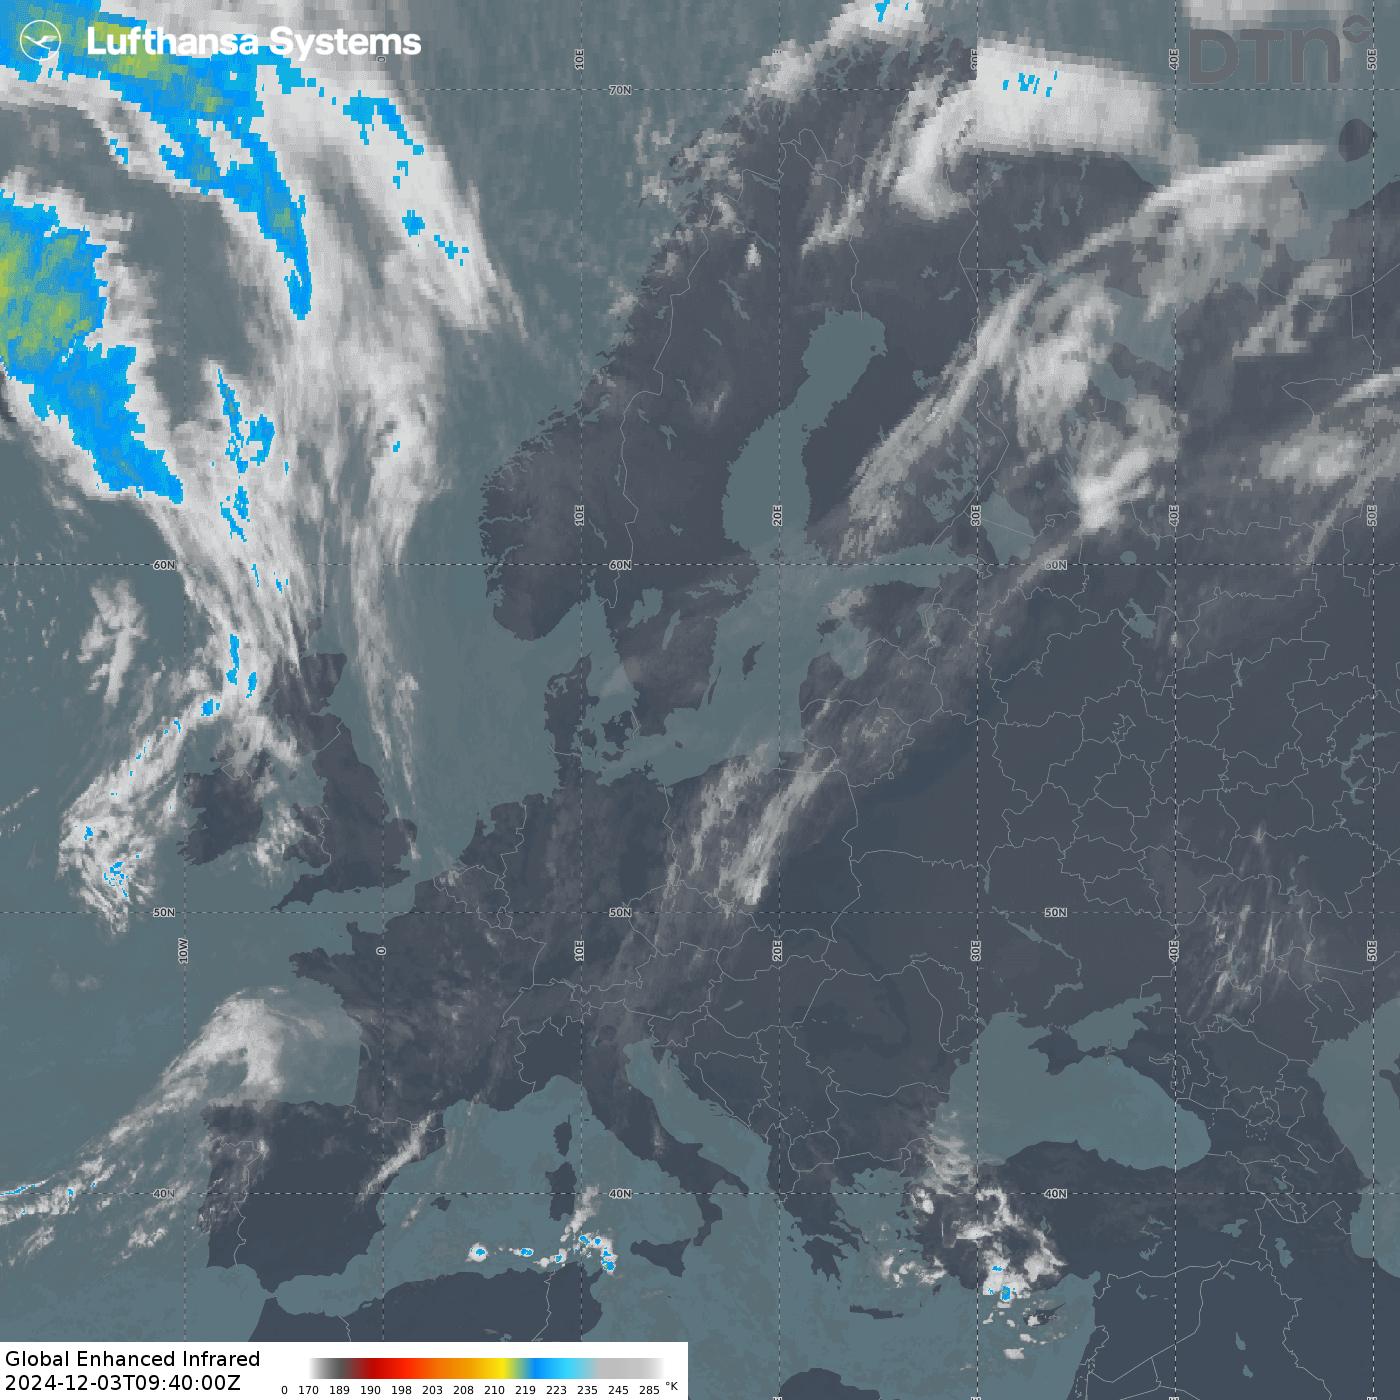 Lufthansa Systems
DTN
0 10E 30E 40E 50E
70N
10E 20E 30E 40E 50E
60N 60N 60N
50N 50N 50N
10W 0 10E 20E 30E 40E 50E
40N 40N 40N
Global Enhanced Infrared
2024-12-03T09:40:00Z
0 170 189 190 198 203 208 210 219 223 235 245 285 °K